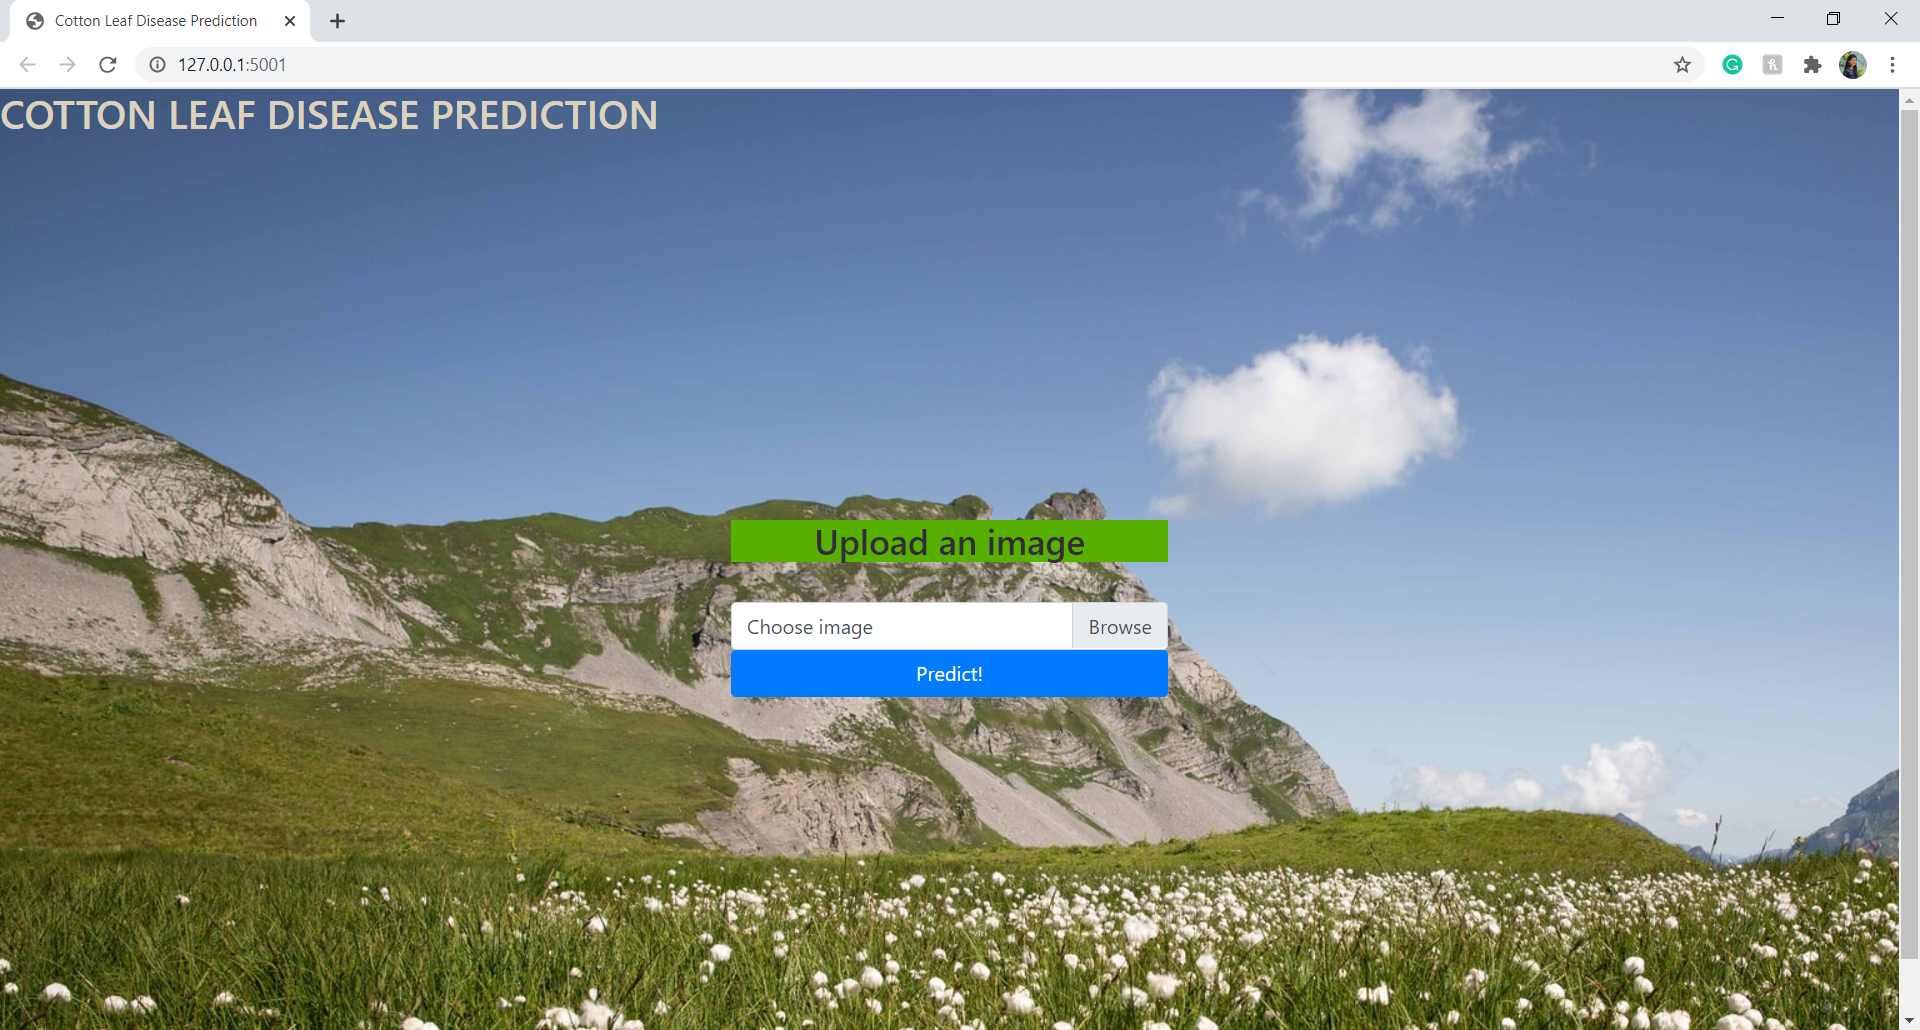 Cotton Leaf Disease Prediction
127.0.0.1:5001
COTTON LEAF DISEASE PREDICTION
Upload an image
Choose image
Browse
Predict!